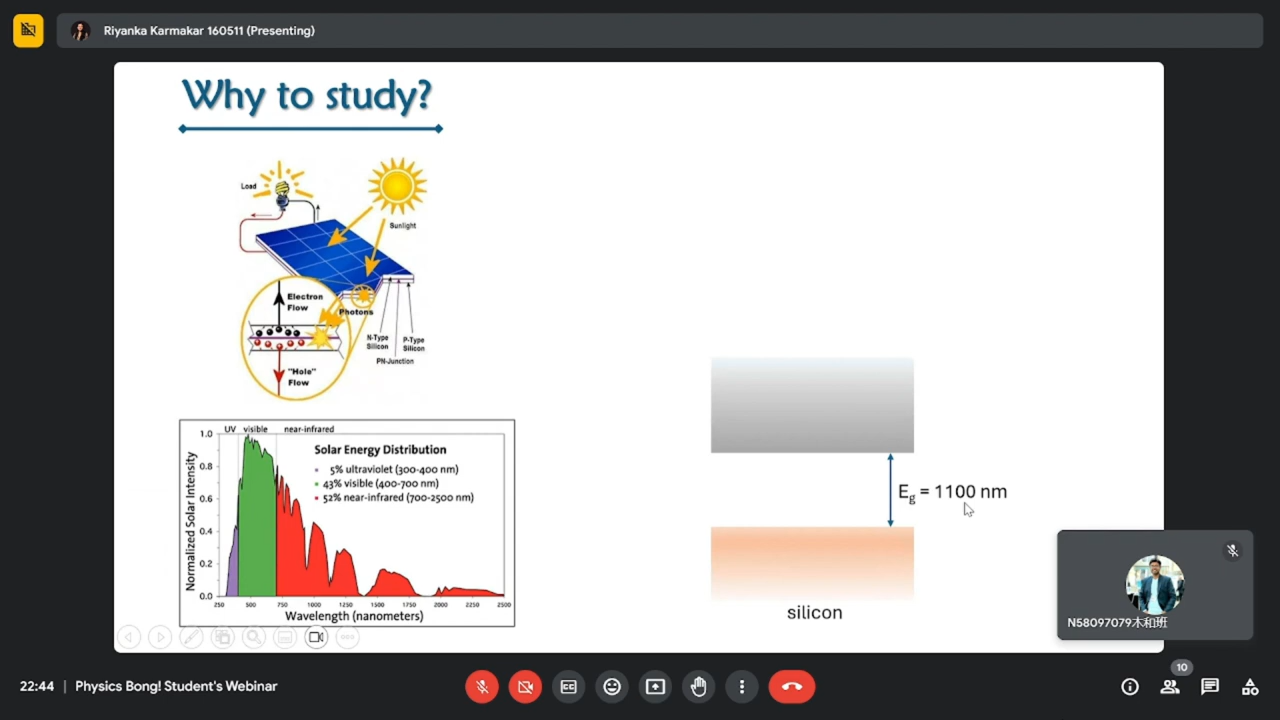 Riyanka Karmakar 160511 (Presenting)
Why to study?
Load
Sunlight
Electron
Flow
Photons
N-Type
Silicon
P-Type
Silicon
PN-Junction
"Hole"
Flow
UV visible near-infrared
Solar Energy Distribution
5% ultraviolet (300-400 nm)
43% visible (400-700 nm)
52% near-infrared (700-2500 nm)
Normalized Solar Intensity
1.0
0.8
0.6
0.4
0.2
0.0
250 500 750 1000 1250 1500 1750 2000 2250 2500
Wavelength (nanometers)
Eg = 1100 nm
silicon
N58097079木和班
22:44 | Physics Bong! Student's Webinar
10